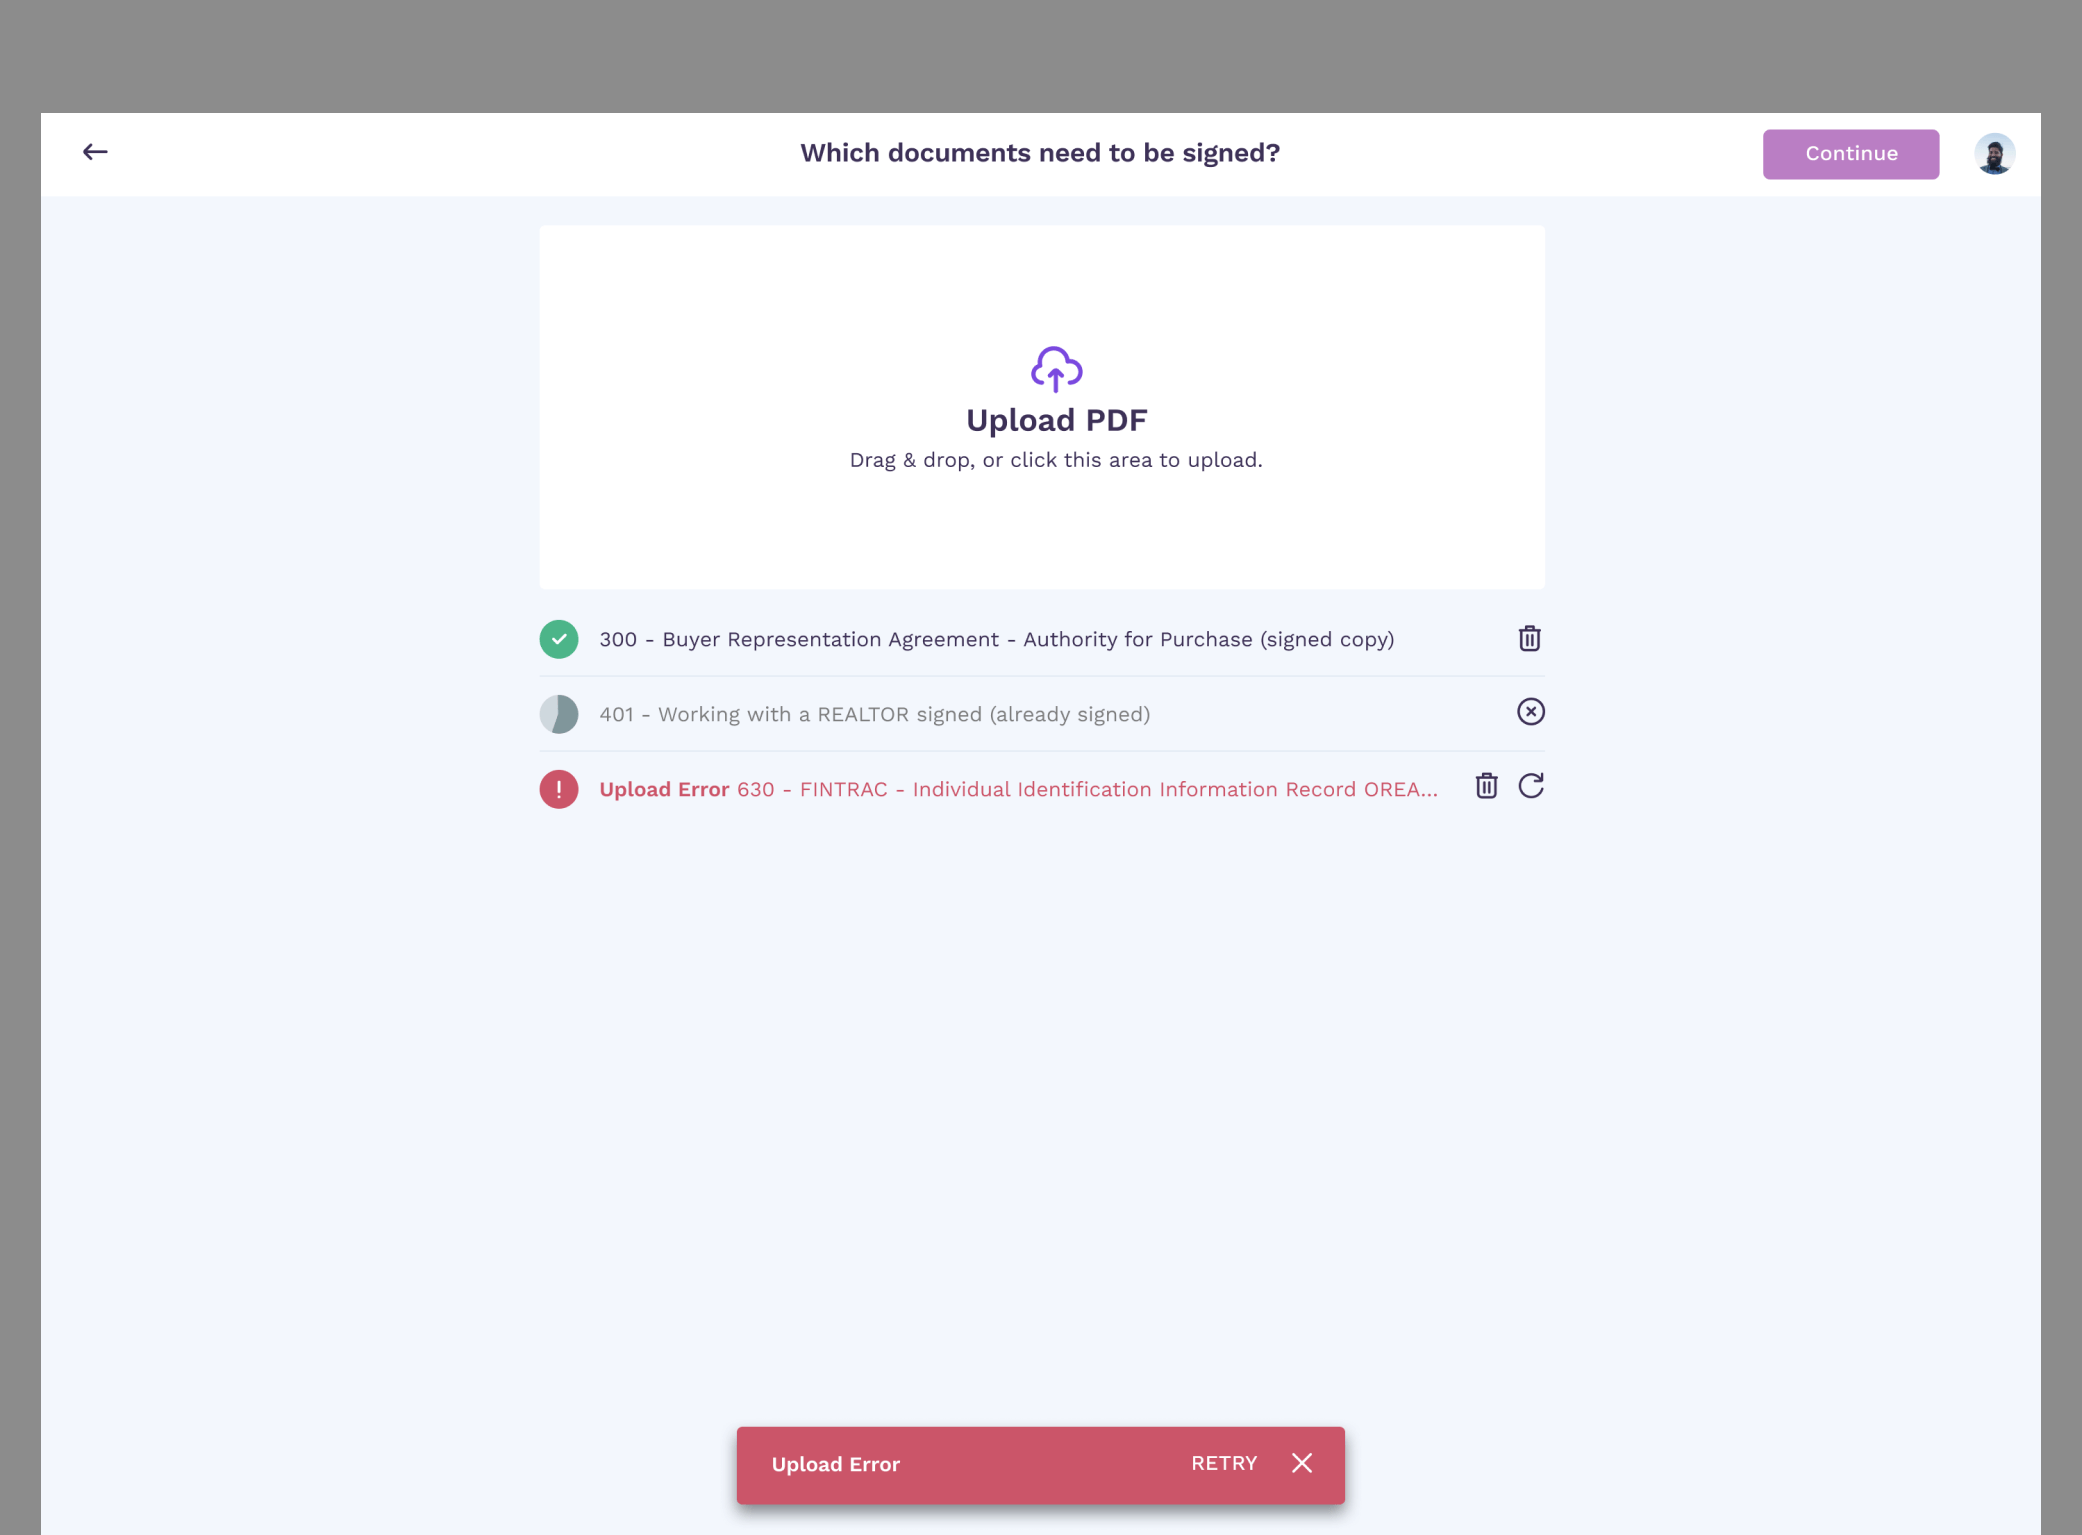 Which documents need to be signed?
Continue
Upload PDF
Drag & drop, or click this area to upload.
300 - Buyer Representation Agreement - Authority for Purchase (signed copy)
401 - Working with a REALTOR signed (already signed)
Upload Error 630 - FINTRAC - Individual Identification Information Record OREA...
Upload Error
RETRY